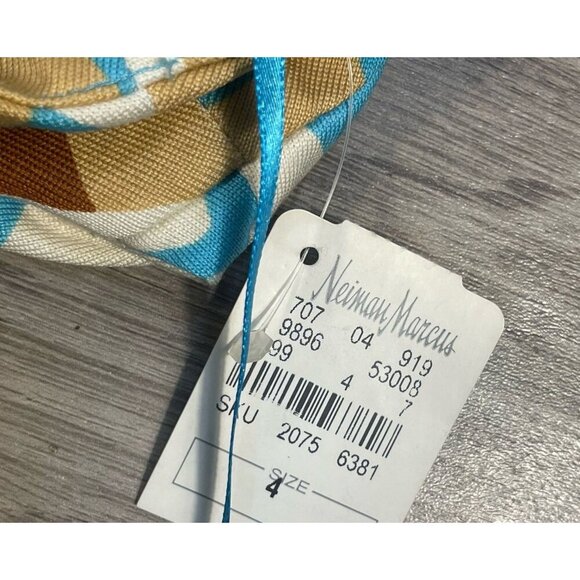 Neiman Marcus
707 04 919
9896 53008
99 4 7
SKU 2075 6381
SIZE
4